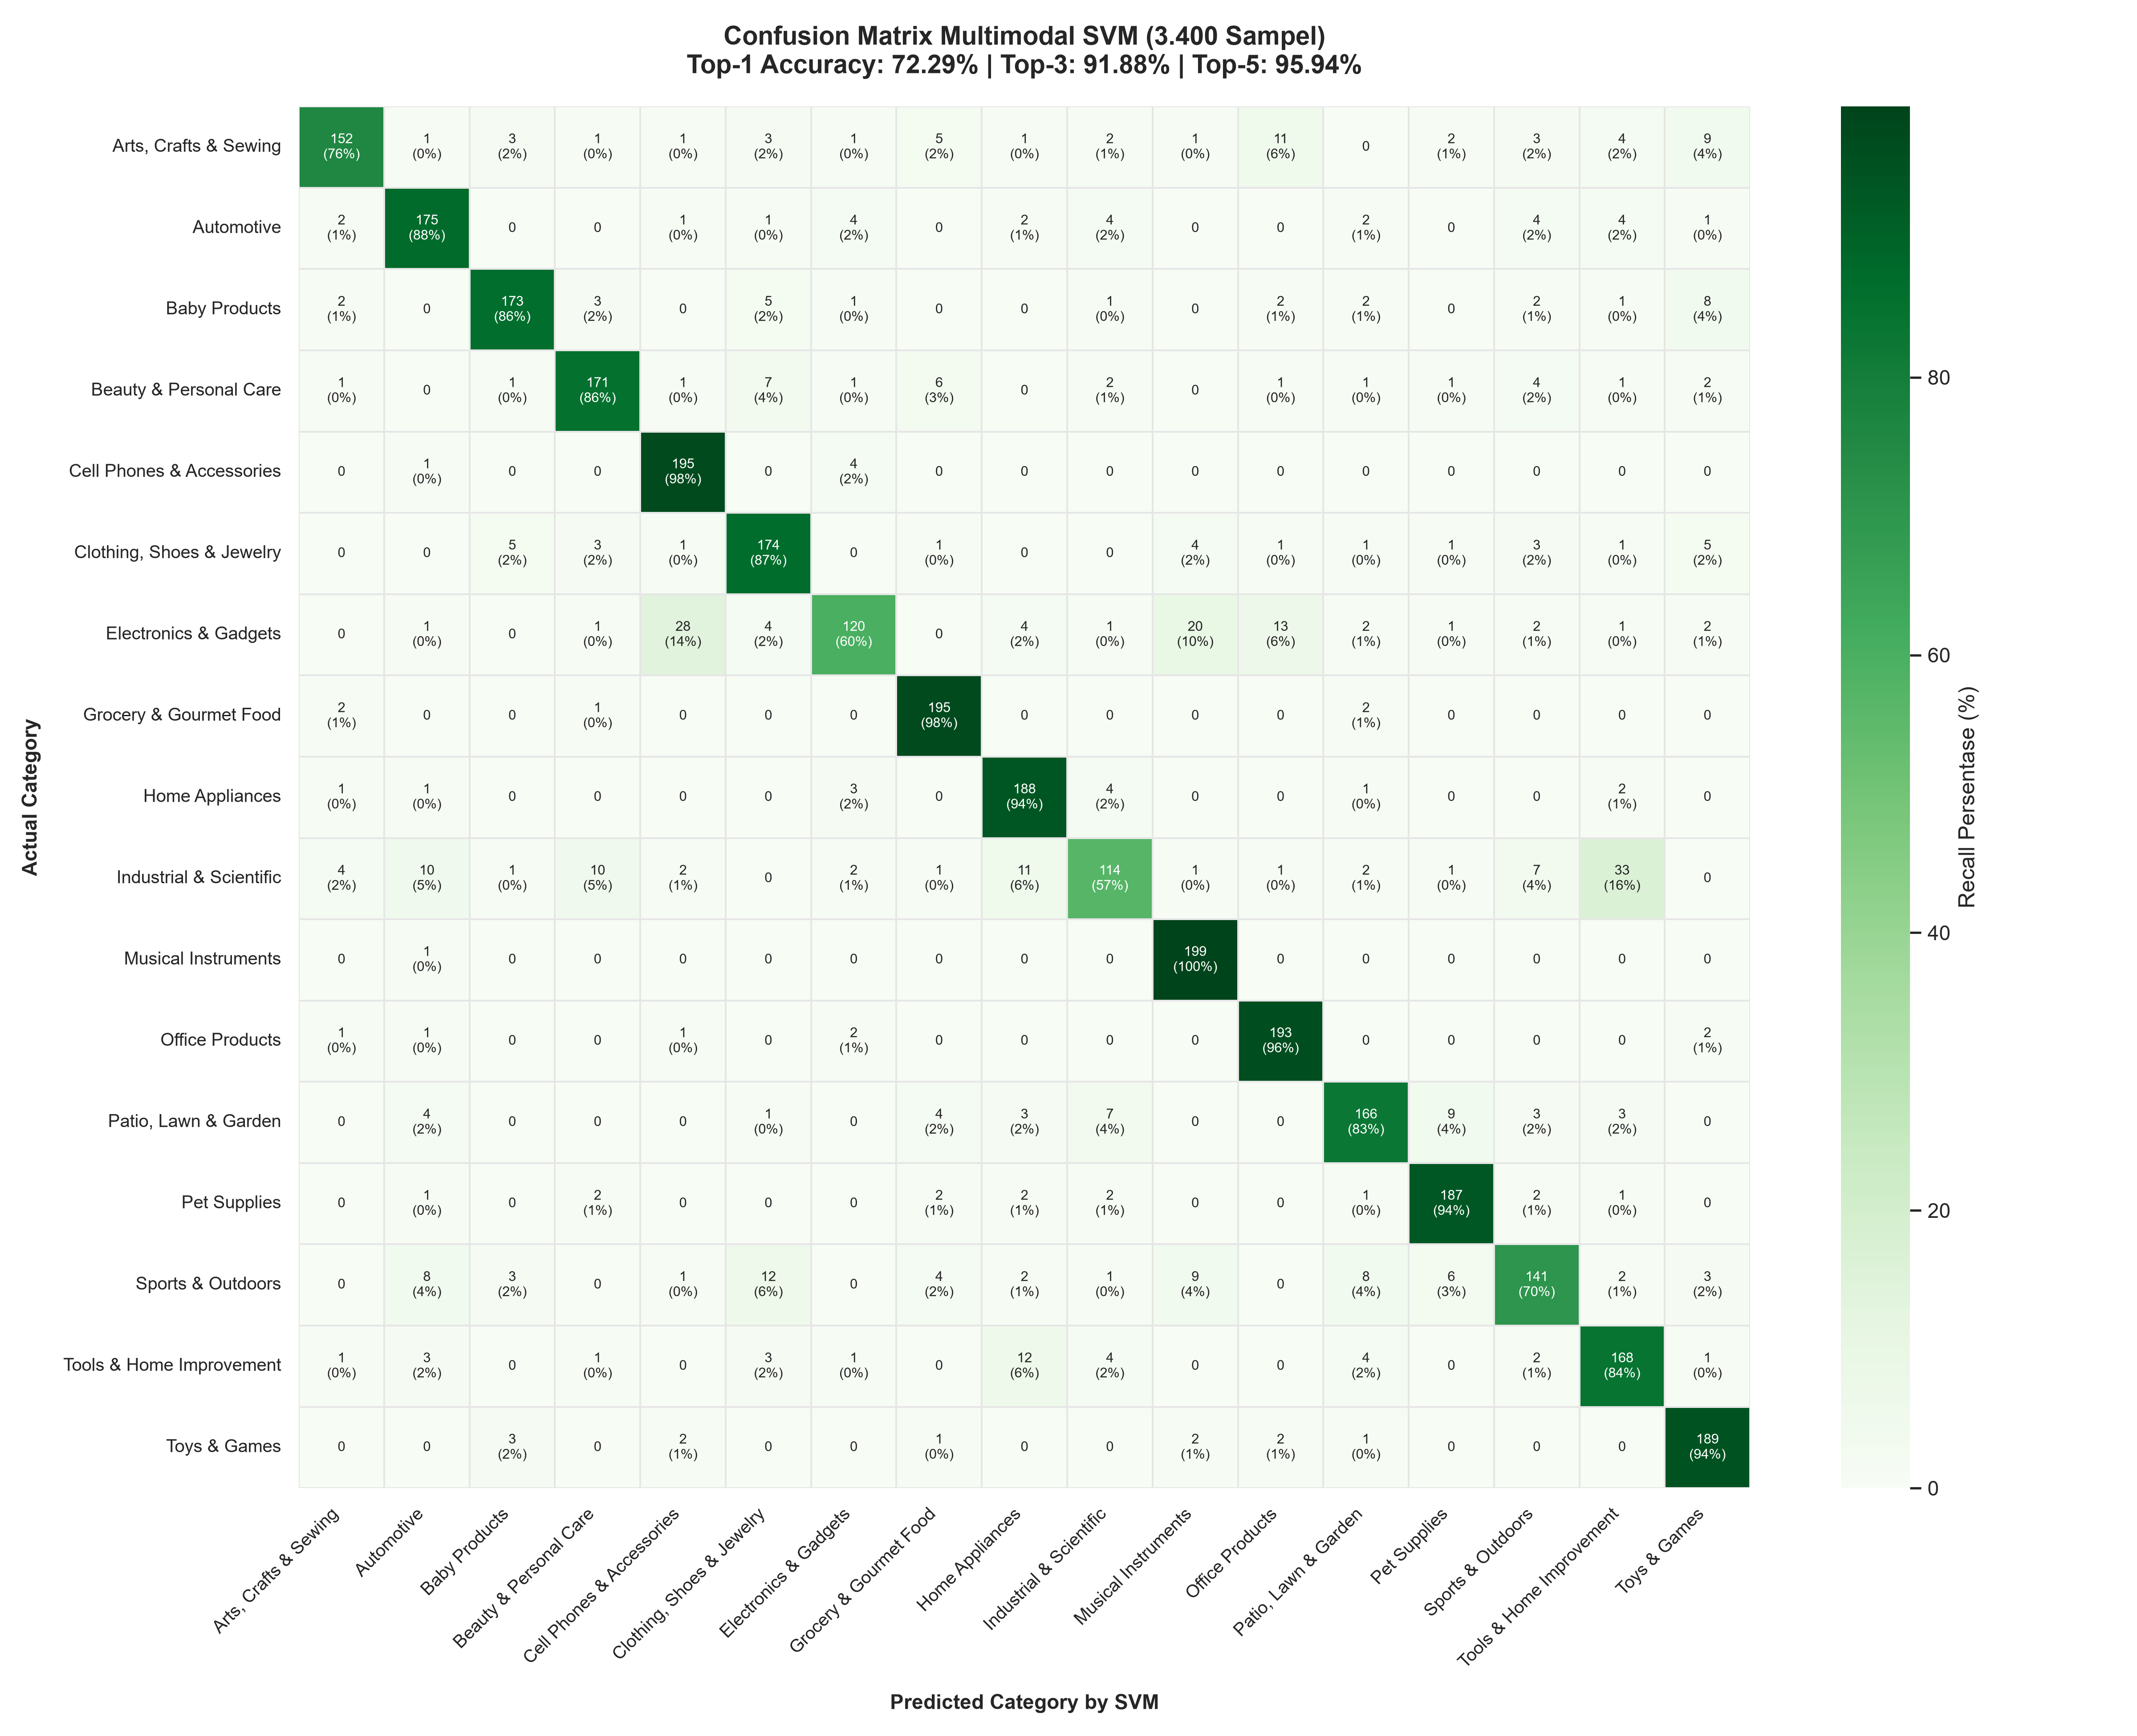 Confusion Matrix Multimodal SVM (3.400 Sampel)
Top-1 Accuracy: 72.29% | Top-3: 91.88% | Top-5: 95.94%
Actual Category
Arts, Crafts & Sewing 152 (76%) 1 (0%) 3 (2%) 1 (0%) 1 (0%) 3 (2%) 1 (0%) 5 (2%) 1 (0%) 2 (1%) 1 (0%) 11 (6%) 0 2 (1%) 3 (2%) 4 (2%) 9 (4%)
Automotive 2 (1%) 175 (88%) 0 0 1 (0%) 1 (0%) 4 (2%) 0 2 (1%) 4 (2%) 0 0 2 (1%) 0 4 (2%) 4 (2%) 1 (0%)
Baby Products 2 (1%) 0 173 (86%) 3 (2%) 0 5 (2%) 1 (0%) 0 0 1 (0%) 0 2 (1%) 2 (1%) 0 2 (1%) 1 (0%) 8 (4%)
Beauty & Personal Care 1 (0%) 0 1 (0%) 171 (86%) 1 (0%) 7 (4%) 1 (0%) 6 (3%) 0 2 (1%) 0 1 (0%) 1 (0%) 1 (0%) 4 (2%) 1 (0%) 2 (1%)
Cell Phones & Accessories 0 1 (0%) 0 0 195 (98%) 0 4 (2%) 0 0 0 0 0 0 0 0 0 0
Clothing, Shoes & Jewelry 0 0 5 (2%) 3 (2%) 1 (0%) 174 (87%) 0 1 (0%) 0 0 4 (2%) 1 (0%) 1 (0%) 1 (0%) 3 (2%) 1 (0%) 5 (2%)
Electronics & Gadgets 0 1 (0%) 0 1 (0%) 28 (14%) 4 (2%) 120 (60%) 0 4 (2%) 1 (0%) 20 (10%) 13 (6%) 2 (1%) 1 (0%) 2 (1%) 1 (0%) 2 (1%)
Grocery & Gourmet Food 2 (1%) 0 0 1 (0%) 0 0 0 195 (98%) 0 0 0 0 2 (1%) 0 0 0 0
Home Appliances 1 (0%) 1 (0%) 0 0 0 0 3 (2%) 0 188 (94%) 4 (2%) 0 0 1 (0%) 0 0 2 (1%) 0
Industrial & Scientific 4 (2%) 10 (5%) 1 (0%) 10 (5%) 2 (1%) 0 2 (1%) 1 (0%) 11 (6%) 114 (57%) 1 (0%) 1 (0%) 2 (1%) 1 (0%) 7 (4%) 33 (16%) 0
Musical Instruments 0 1 (0%) 0 0 0 0 0 0 0 0 199 (100%) 0 0 0 0 0 0
Office Products 1 (0%) 1 (0%) 0 0 1 (0%) 0 2 (1%) 0 0 0 0 193 (96%) 0 0 0 0 2 (1%)
Patio, Lawn & Garden 0 4 (2%) 0 0 0 1 (0%) 0 4 (2%) 3 (2%) 7 (4%) 0 0 166 (83%) 9 (4%) 3 (2%) 3 (2%) 0
Pet Supplies 0 1 (0%) 0 2 (1%) 0 0 0 2 (1%) 2 (1%) 2 (1%) 0 0 1 (0%) 187 (94%) 2 (1%) 1 (0%) 0
Sports & Outdoors 0 8 (4%) 3 (2%) 0 1 (0%) 12 (6%) 0 4 (2%) 2 (1%) 1 (0%) 9 (4%) 0 8 (4%) 6 (3%) 141 (70%) 2 (1%) 3 (2%)
Tools & Home Improvement 1 (0%) 3 (2%) 0 1 (0%) 0 3 (2%) 1 (0%) 0 12 (6%) 4 (2%) 0 0 4 (2%) 0 2 (1%) 168 (84%) 1 (0%)
Toys & Games 0 0 3 (2%) 0 2 (1%) 0 0 1 (0%) 0 0 2 (1%) 2 (1%) 1 (0%) 0 0 0 189 (94%)
Arts, Crafts & Sewing
Automotive
Baby Products
Beauty & Personal Care
Cell Phones & Accessories
Clothing, Shoes & Jewelry
Electronics & Gadgets
Grocery & Gourmet Food
Home Appliances
Industrial & Scientific
Musical Instruments
Office Products
Patio, Lawn & Garden
Pet Supplies
Sports & Outdoors
Tools & Home Improvement
Toys & Games
Predicted Category by SVM
80
60
40
20
0
Recall Persentase (%)